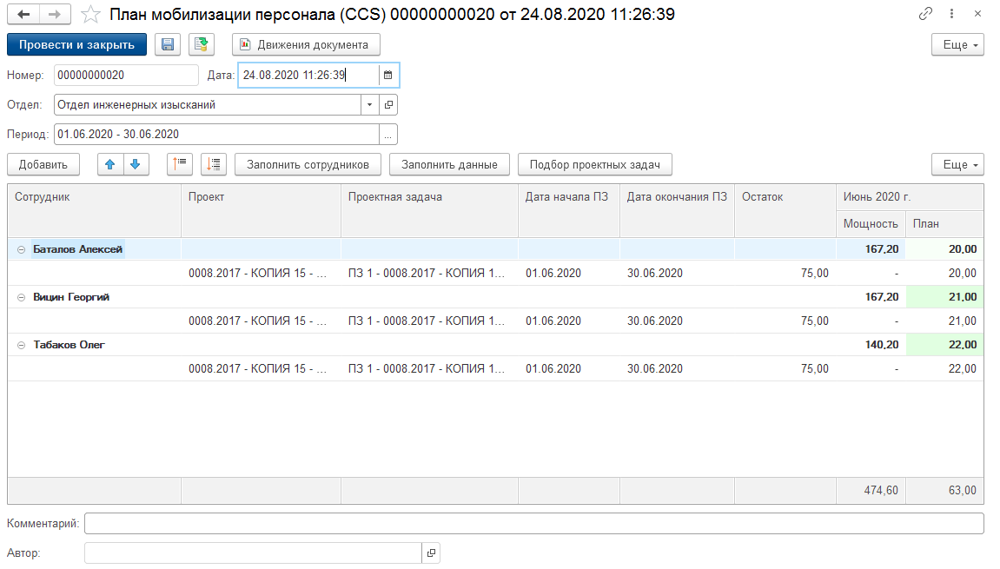 План мобилизации персонала (CCS) 00000000020 от 24.08.2020 11:26:39
Провести и закрыть Движения документа Еще
Номер: 00000000020 Дата: 24.08.2020 11:26:39
Отдел: Отдел инженерных изысканий
Период: 01.06.2020 - 30.06.2020 ...
Добавить Заполнить сотрудников Заполнить данные Подбор проектных задач Еще
Сотрудник Проект Проектная задача Дата начала ПЗ Дата окончания ПЗ Остаток Июнь 2020 г.
Мощность План
Баталов Алексей 167,20 20,00
0008.2017 - КОПИЯ 15 - ... ПЗ 1 - 0008.2017 - КОПИЯ 1... 01.06.2020 30.06.2020 75,00 - 20,00
Вицин Георгий 167,20 21,00
0008.2017 - КОПИЯ 15 - ... ПЗ 1 - 0008.2017 - КОПИЯ 1... 01.06.2020 30.06.2020 75,00 - 21,00
Табаков Олег 140,20 22,00
0008.2017 - КОПИЯ 15 - ... ПЗ 1 - 0008.2017 - КОПИЯ 1... 01.06.2020 30.06.2020 75,00 - 22,00
474,60 63,00
Комментарий:
Автор: